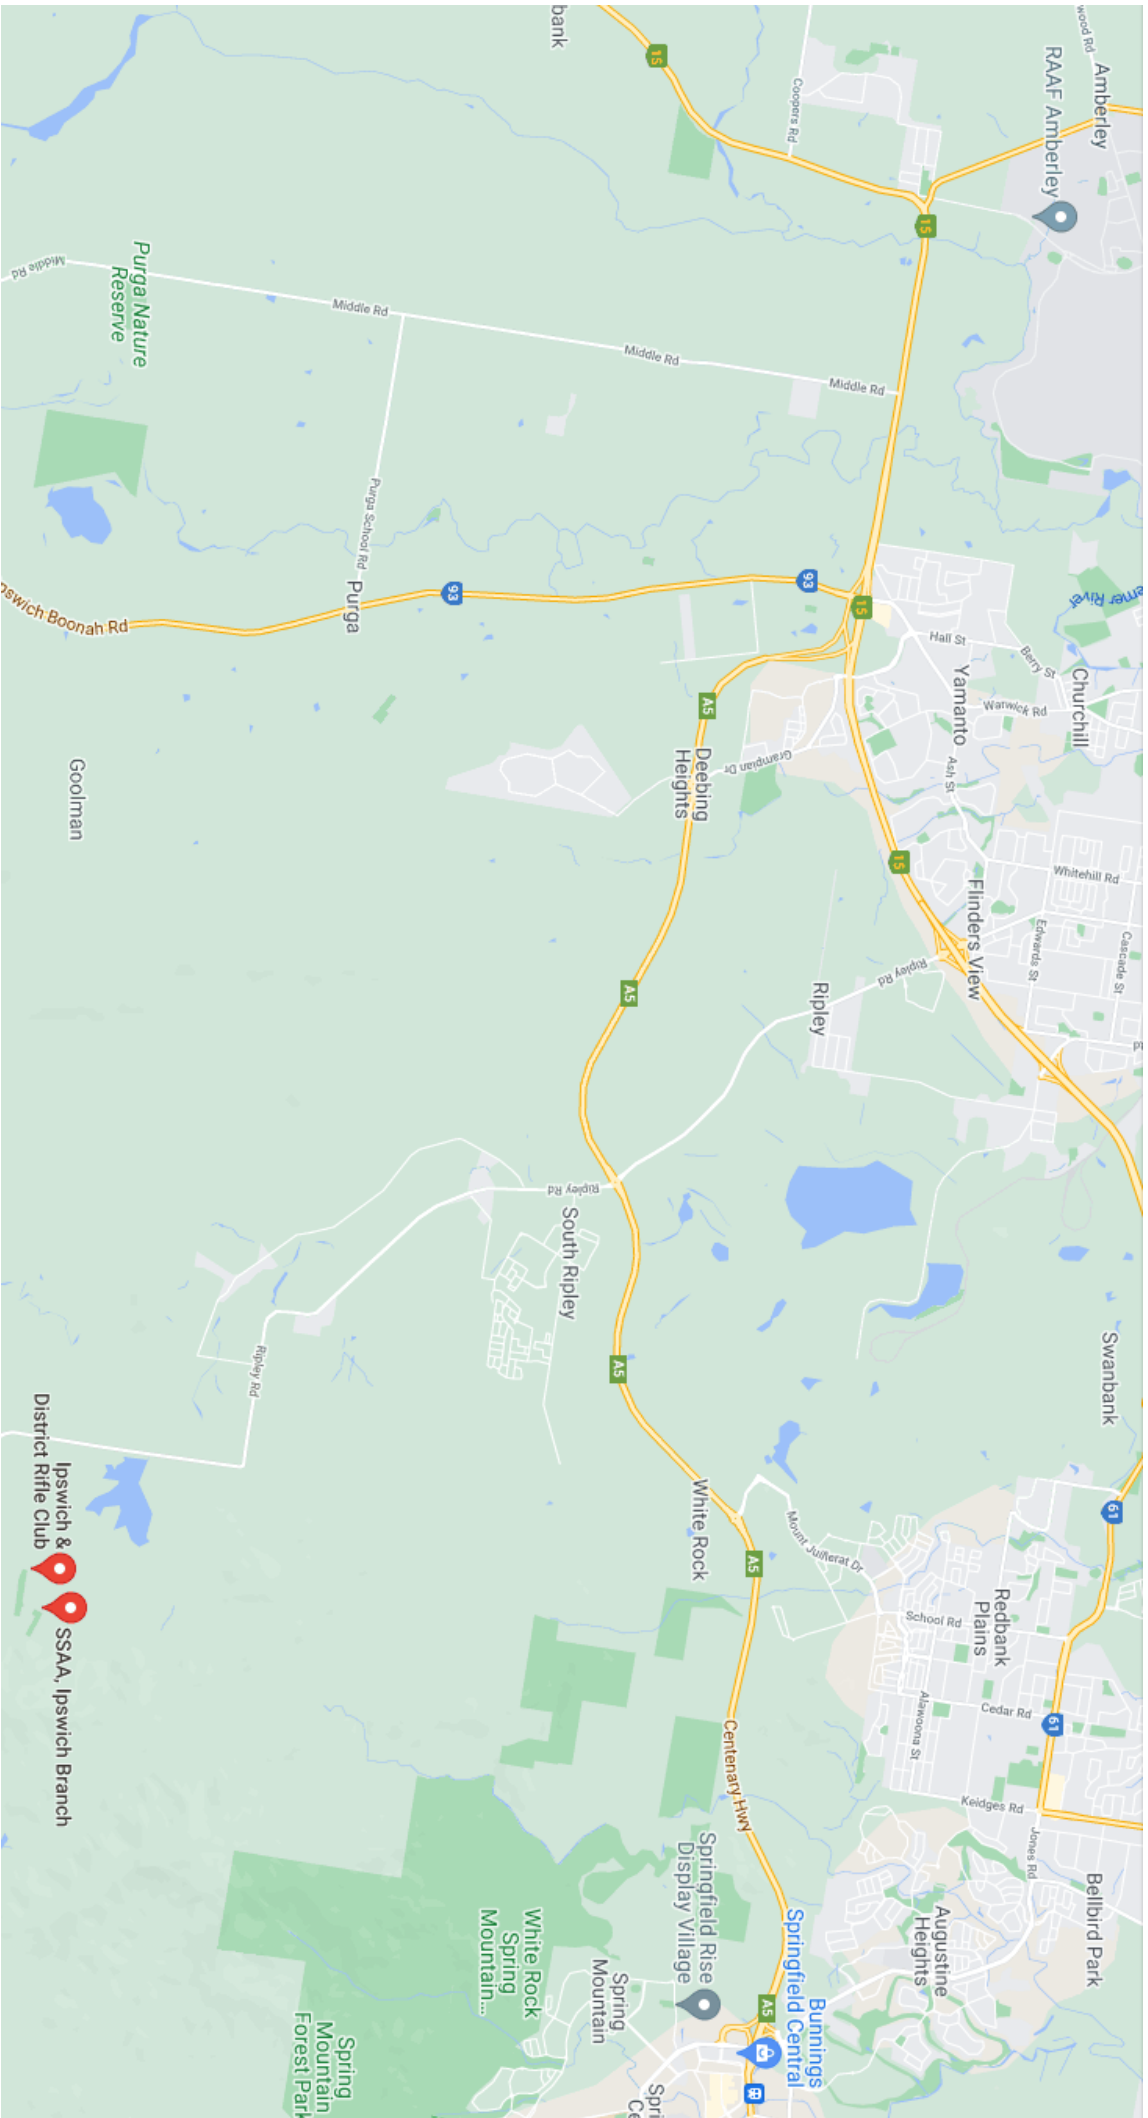 wood Rd
Amberley
RAAF Amberley
Churchill
Swanbank
Bellbird Park
Cascade St
Whitehill Rd
61
Berry St
Edwards St
Warwick Rd
Hall St
Yamanto
Ash St
Flinders View
Redbank
Plains
School Rd
Cedar Rd
61
Alawoona St
Keidges Rd
Jones Rd
Augustine
Heights
15
15
15
Ripley Rd
Ripley
Mount Juillerat Dr
Bunnings
Springfield Central
Coopers Rd
Middle Rd
93
Grampian Dr
A5
Deebing
Heights
White Rock
A5
Centenary Hwy
A5
Springfield Rise
Display Village
15
Middle Rd
A5
Ripley Rd
South Ripley
A5
Spring
Mountain
bank
White Rock
Spring
Mountain...
93
Middle Rd
Purga School Rd
Purga
Spring
Mountain
Forest Park
Ripley Rd
Purga Nature
Reserve
Middle Rd
Ipswich Boonah Rd
Goolman
Ipswich &
District Rifle Club
SSAA, Ipswich Branch